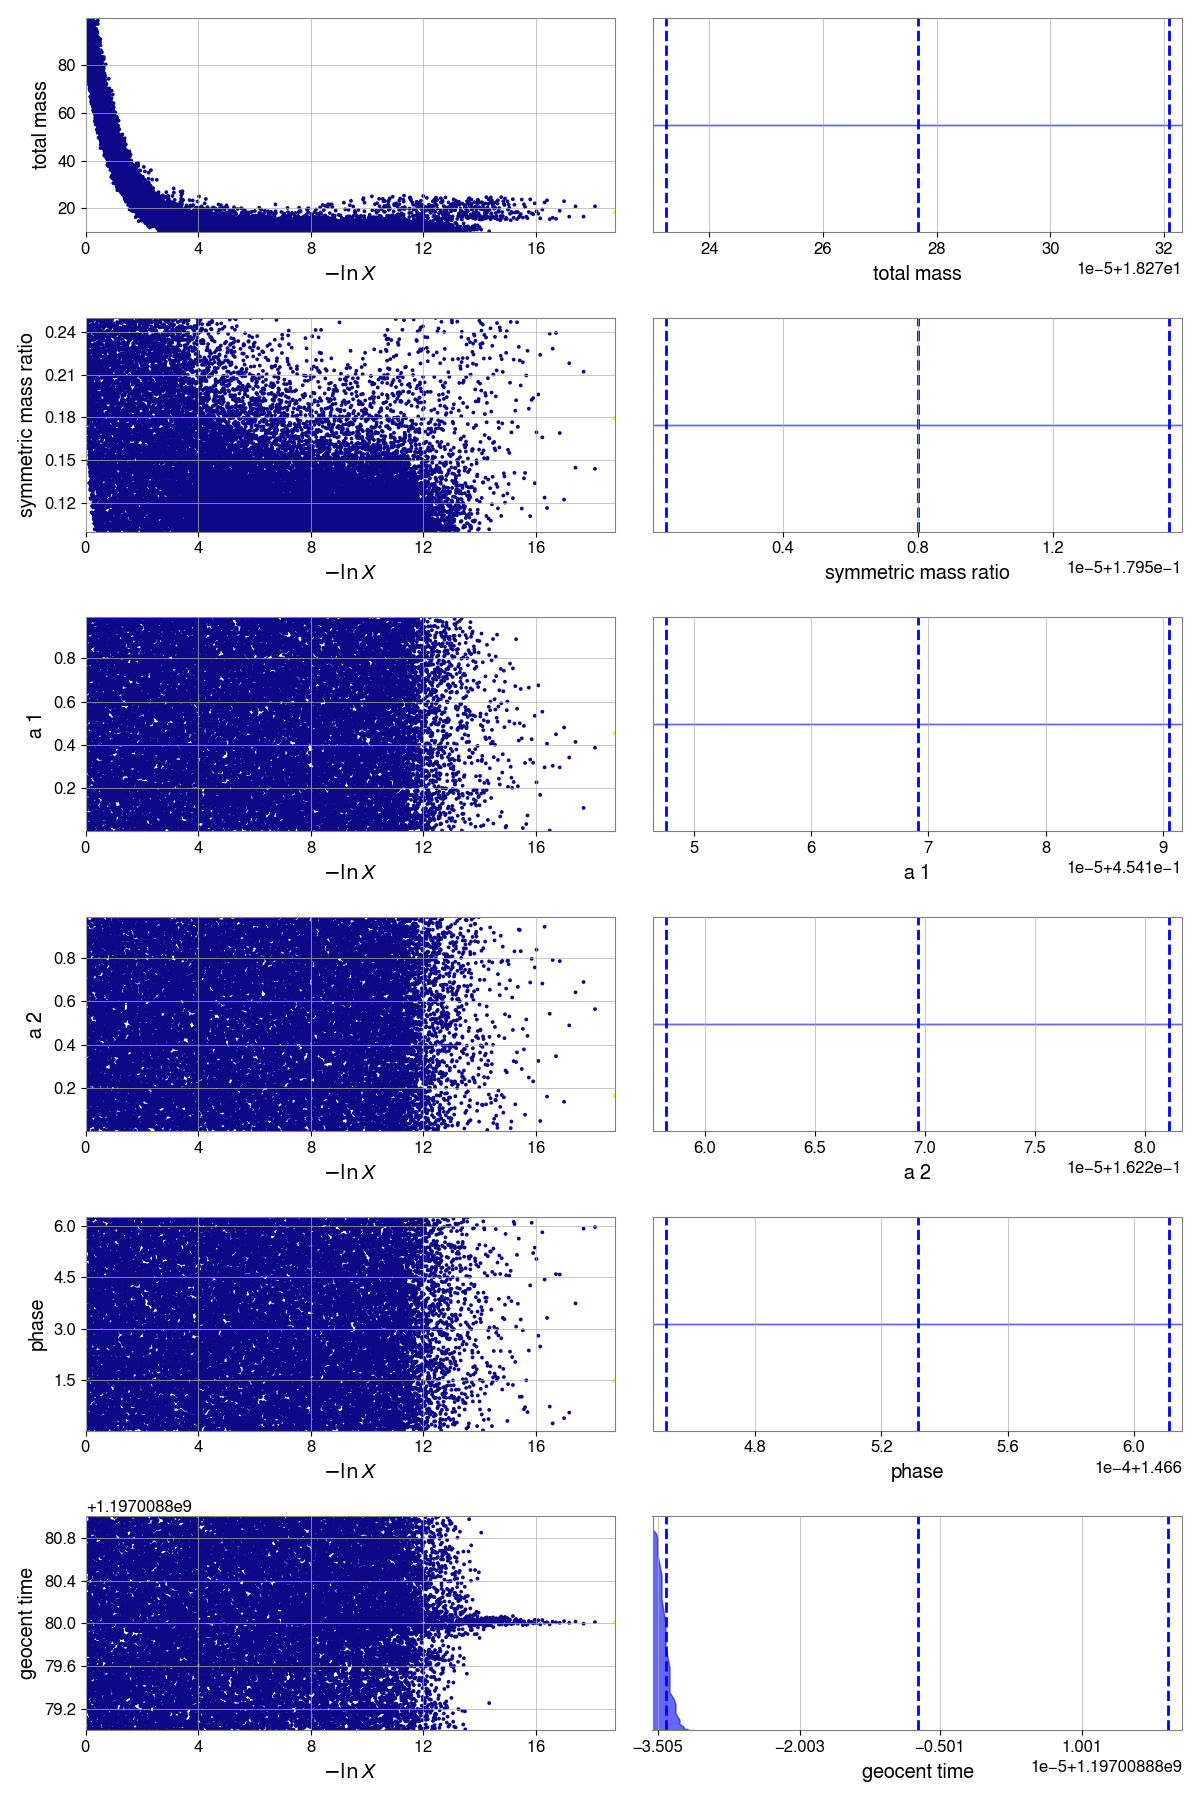 80
60
40
20
total mass
0 4 8 12 16
−ln X
24 26 28 30 32
1e−5+1.827e1
total mass
0.24
0.21
0.18
0.15
0.12
symmetric mass ratio
0 4 8 12 16
−ln X
0.4 0.8 1.2
1e−5+1.795e−1
symmetric mass ratio
0.8
0.6
0.4
0.2
a 1
0 4 8 12 16
−ln X
5 6 7 8 9
1e−5+4.541e−1
a 1
0.8
0.6
0.4
0.2
a 2
0 4 8 12 16
−ln X
6.0 6.5 7.0 7.5 8.0
1e−5+1.622e−1
a 2
6.0
4.5
3.0
1.5
phase
0 4 8 12 16
−ln X
4.8 5.2 5.6 6.0
1e−4+1.466
phase
+1.1970088e9
80.8
80.4
80.0
79.6
79.2
geocent time
0 4 8 12 16
−ln X
−3.505 −2.003 −0.501 1.001
1e−5+1.19700888e9
geocent time